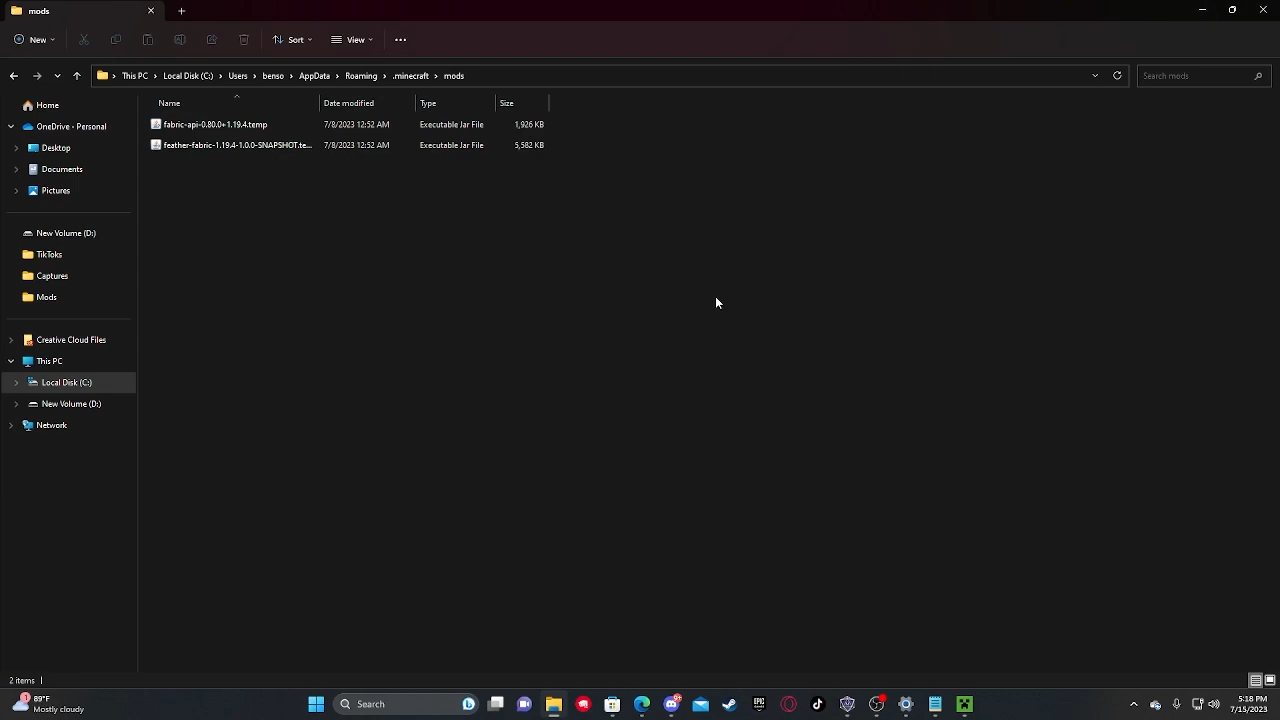 mods
New
Sort
View
This PC
Local Disk (C:)
Users
benso
AppData
Roaming
.minecraft
mods
Search mods
Name
Date modified
Type
Size
fabric-api-0.80.0+1.19.4.temp
7/8/2023 12:52 AM
Executable Jar File
1,926 KB
feather-fabric-1.19.4-1.0.0-SNAPSHOT.te...
7/8/2023 12:52 AM
Executable Jar File
5,582 KB
Home
OneDrive - Personal
Desktop
Documents
Pictures
New Volume (D:)
TikToks
Captures
Mods
Creative Cloud Files
This PC
Local Disk (C:)
New Volume (D:)
Network
2 items
1
89°F
Mostly cloudy
Search
EPIC
5:18 PM
7/15/2023